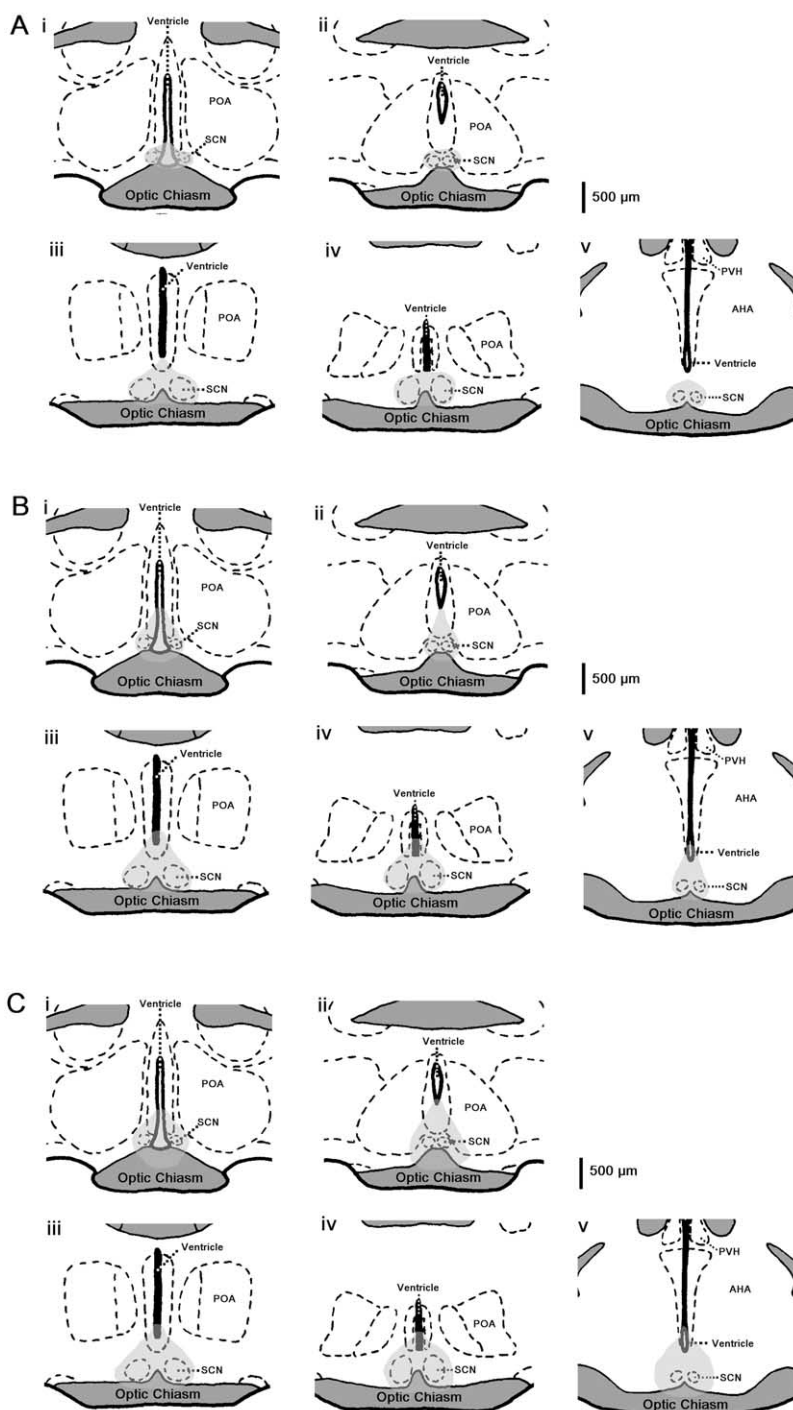 A
i
Ventricle
POA
SCN
Optic Chiasm
ii
Ventricle
POA
SCN
Optic Chiasm
500 µm
iii
Ventricle
POA
SCN
Optic Chiasm
iv
Ventricle
POA
SCN
Optic Chiasm
v
PVH
AHA
Ventricle
SCN
Optic Chiasm
B
i
Ventricle
POA
SCN
Optic Chiasm
ii
Ventricle
POA
SCN
Optic Chiasm
500 µm
iii
Ventricle
POA
SCN
Optic Chiasm
iv
Ventricle
POA
SCN
Optic Chiasm
v
PVH
AHA
Ventricle
SCN
Optic Chiasm
C
i
Ventricle
POA
SCN
Optic Chiasm
ii
Ventricle
POA
SCN
Optic Chiasm
500 µm
iii
Ventricle
POA
SCN
Optic Chiasm
iv
Ventricle
POA
SCN
Optic Chiasm
v
PVH
AHA
Ventricle
SCN
Optic Chiasm